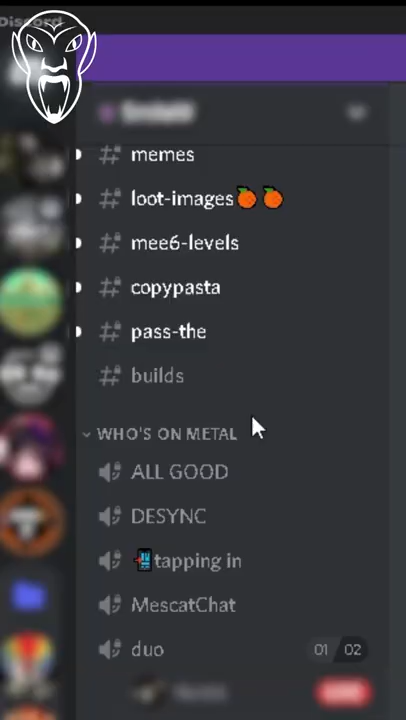 Discord
memes
loot-images🍊🍊
mee6-levels
copypasta
pass-the
builds
WHO'S ON METAL
ALL GOOD
DESYNC
📲tapping in
MescatChat
duo
01 02